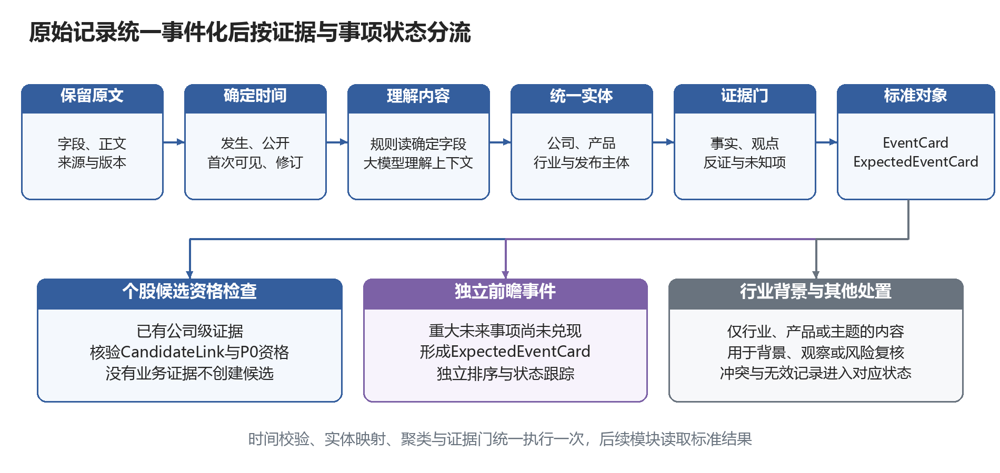 原始记录统一事件化后按证据与事项状态分流
保留原文
字段、正文
来源与版本
确定时间
发生、公开
首次可见、修订
理解内容
规则读确定字段
大模型理解上下文
统一实体
公司、产品
行业与发布主体
证据门
事实、观点
反证与未知项
标准对象
EventCard
ExpectedEventCard
个股候选资格检查
已有公司级证据
核验CandidateLink与P0资格
没有业务证据不创建候选
独立前瞻事件
重大未来事项尚未兑现
形成ExpectedEventCard
独立排序与状态跟踪
行业背景与其他处置
仅行业、产品或主题的内容
用于背景、观察或风险复核
冲突与无效记录进入对应状态
时间校验、实体映射、聚类与证据门统一执行一次，后续模块读取标准结果